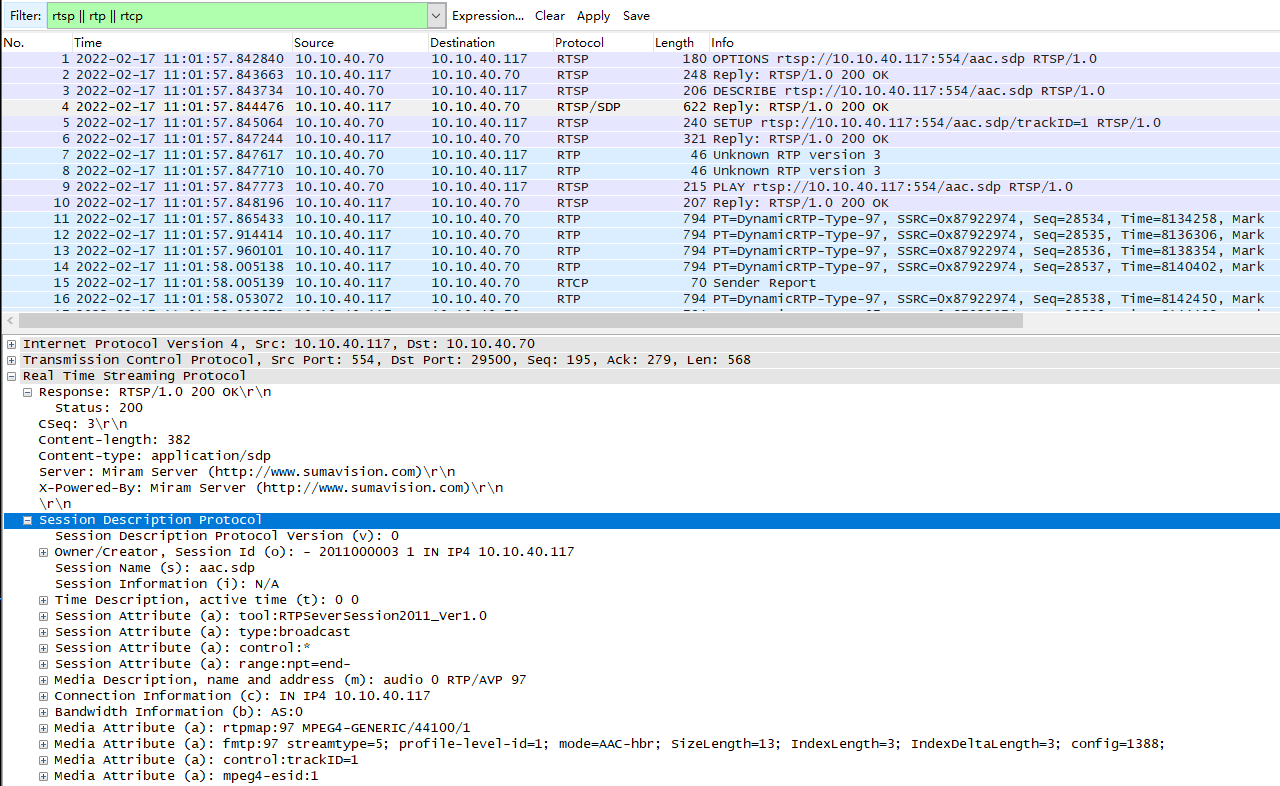 Filter: rtsp || rtp || rtcp Expression... Clear Apply Save
No. Time Source Destination Protocol Length Info
1 2022-02-17 11:01:57.842840 10.10.40.70 10.10.40.117 RTSP 180 OPTIONS rtsp://10.10.40.117:554/aac.sdp RTSP/1.0
2 2022-02-17 11:01:57.843663 10.10.40.117 10.10.40.70 RTSP 248 Reply: RTSP/1.0 200 OK
3 2022-02-17 11:01:57.843734 10.10.40.70 10.10.40.117 RTSP 206 DESCRIBE rtsp://10.10.40.117:554/aac.sdp RTSP/1.0
4 2022-02-17 11:01:57.844476 10.10.40.117 10.10.40.70 RTSP/SDP 622 Reply: RTSP/1.0 200 OK
5 2022-02-17 11:01:57.845064 10.10.40.70 10.10.40.117 RTSP 240 SETUP rtsp://10.10.40.117:554/aac.sdp/trackID=1 RTSP/1.0
6 2022-02-17 11:01:57.847244 10.10.40.117 10.10.40.70 RTSP 321 Reply: RTSP/1.0 200 OK
7 2022-02-17 11:01:57.847617 10.10.40.70 10.10.40.117 RTP 46 Unknown RTP version 3
8 2022-02-17 11:01:57.847710 10.10.40.70 10.10.40.117 RTP 46 Unknown RTP version 3
9 2022-02-17 11:01:57.847773 10.10.40.70 10.10.40.117 RTSP 215 PLAY rtsp://10.10.40.117:554/aac.sdp RTSP/1.0
10 2022-02-17 11:01:57.848196 10.10.40.117 10.10.40.70 RTSP 207 Reply: RTSP/1.0 200 OK
11 2022-02-17 11:01:57.865433 10.10.40.117 10.10.40.70 RTP 794 PT=DynamicRTP-Type-97, SSRC=0x87922974, Seq=28534, Time=8134258, Mark
12 2022-02-17 11:01:57.914414 10.10.40.117 10.10.40.70 RTP 794 PT=DynamicRTP-Type-97, SSRC=0x87922974, Seq=28535, Time=8136306, Mark
13 2022-02-17 11:01:57.960101 10.10.40.117 10.10.40.70 RTP 794 PT=DynamicRTP-Type-97, SSRC=0x87922974, Seq=28536, Time=8138354, Mark
14 2022-02-17 11:01:58.005138 10.10.40.117 10.10.40.70 RTP 794 PT=DynamicRTP-Type-97, SSRC=0x87922974, Seq=28537, Time=8140402, Mark
15 2022-02-17 11:01:58.005139 10.10.40.117 10.10.40.70 RTCP 70 Sender Report
16 2022-02-17 11:01:58.053072 10.10.40.117 10.10.40.70 RTP 794 PT=DynamicRTP-Type-97, SSRC=0x87922974, Seq=28538, Time=8142450, Mark
Internet Protocol Version 4, Src: 10.10.40.117, Dst: 10.10.40.70
Transmission Control Protocol, Src Port: 554, Dst Port: 29500, Seq: 195, Ack: 279, Len: 568
Real Time Streaming Protocol
Response: RTSP/1.0 200 OK\r\n
Status: 200
CSeq: 3\r\n
Content-length: 382
Content-type: application/sdp
Server: Miram Server (http://www.sumavision.com)\r\n
X-Powered-By: Miram Server (http://www.sumavision.com)\r\n
\r\n
Session Description Protocol
Session Description Protocol Version (v): 0
Owner/Creator, Session Id (o): - 2011000003 1 IN IP4 10.10.40.117
Session Name (s): aac.sdp
Session Information (i): N/A
Time Description, active time (t): 0 0
Session Attribute (a): tool:RTPSeverSession2011_Ver1.0
Session Attribute (a): type:broadcast
Session Attribute (a): control:*
Session Attribute (a): range:npt=end-
Media Description, name and address (m): audio 0 RTP/AVP 97
Connection Information (c): IN IP4 10.10.40.117
Bandwidth Information (b): AS:0
Media Attribute (a): rtpmap:97 MPEG4-GENERIC/44100/1
Media Attribute (a): fmtp:97 streamtype=5; profile-level-id=1; mode=AAC-hbr; SizeLength=13; IndexLength=3; IndexDeltaLength=3; config=1388;
Media Attribute (a): control:trackID=1
Media Attribute (a): mpeg4-esid:1